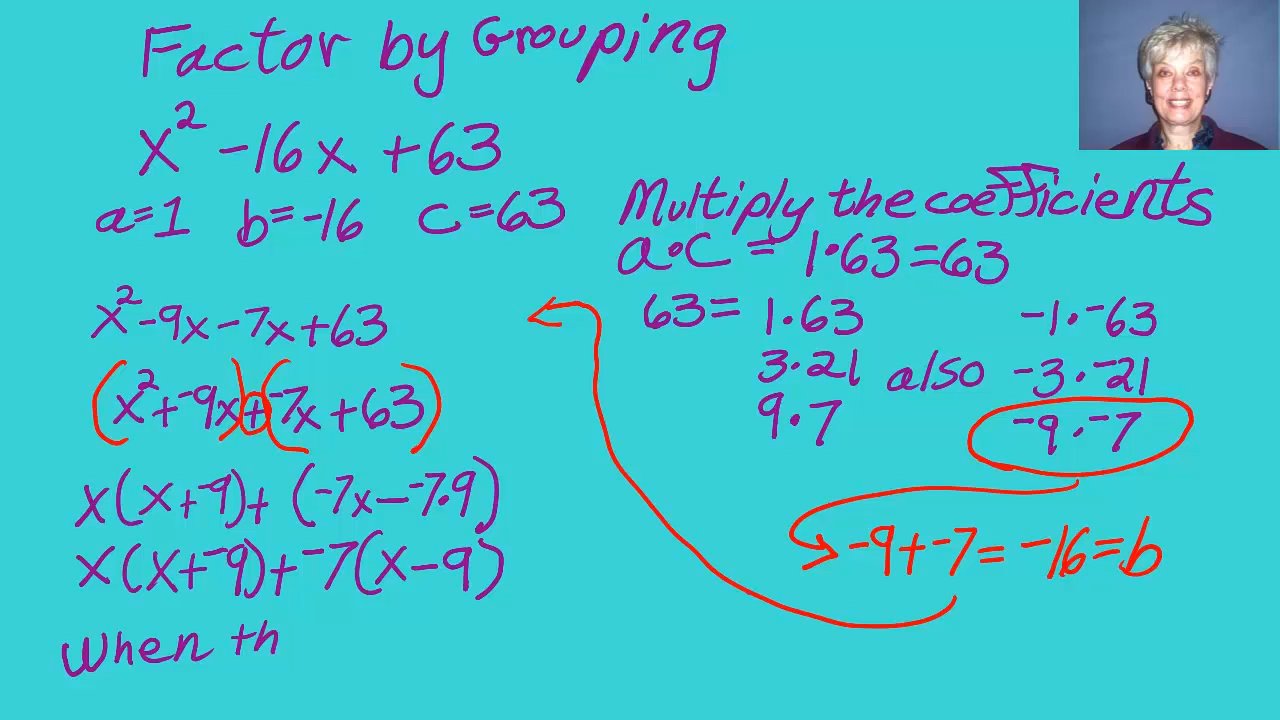 Factor by Grouping
x² -16x +63
a=1 b=-16 c=63
x²-9x-7x+63
(x²+⁻9x)+(⁻7x+63)
x(x+⁻9)+(⁻7x-⁻7·9)
x(x+⁻9)+⁻7(x-9)
When th
Multiply the coefficients
a·c = 1·63=63
63= 1·63 ⁻1·⁻63
3·21 also ⁻3·⁻21
9·7 ⁻9·⁻7
⁻9+⁻7=⁻16=b